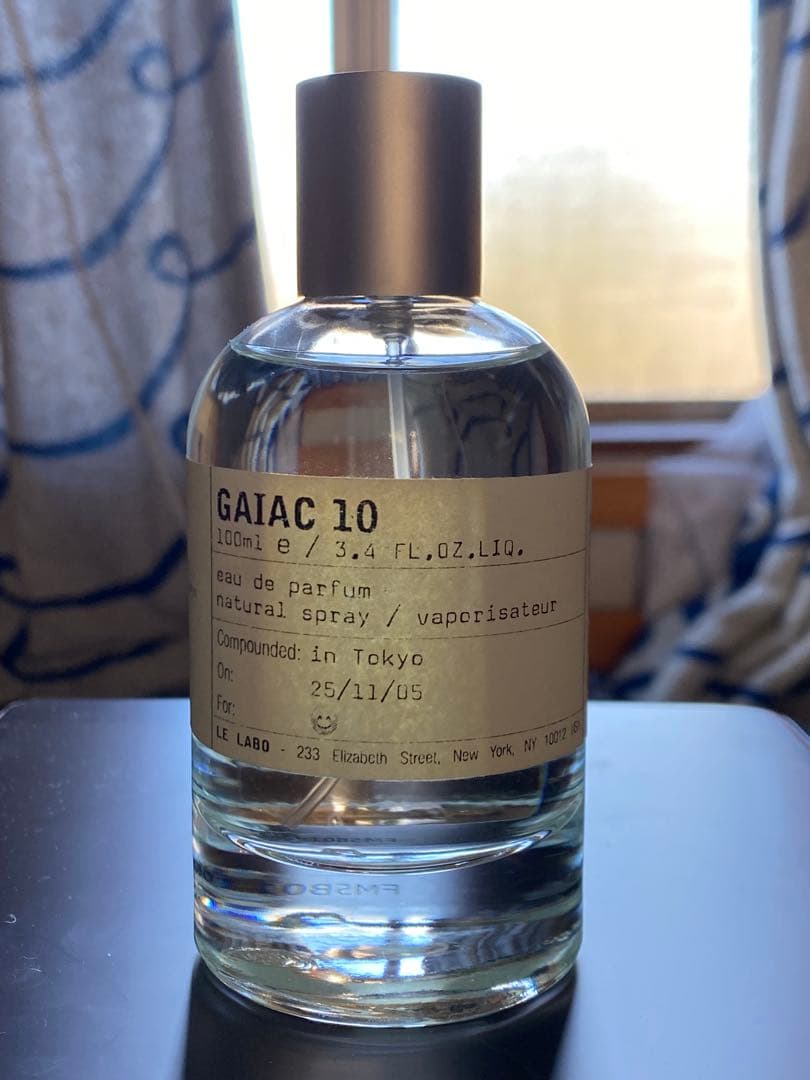 GAIAC 10
100ml e / 3.4 FL.OZ.LIQ.
eau de parfum
natural spray / vaporisateur
Compounded: in Tokyo
On: 25/11/05
For:
LE LABO - 233 Elizabeth Street, New York, NY 10012 USA